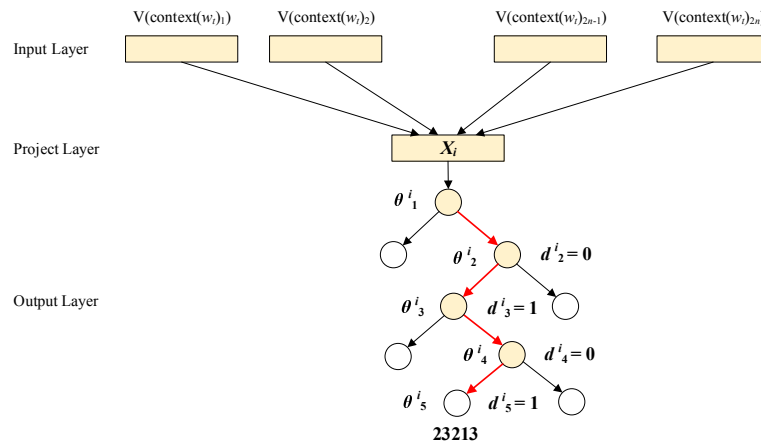 V(context(wₜ)₁) V(context(wₜ)₂) V(context(wₜ)₂ₙ₋₁) V(context(wₜ)₂ₙ
Input Layer
Project Layer
Xᵢ
θⁱ₁
θⁱ₂ dⁱ₂ = 0
Output Layer
θⁱ₃ dⁱ₃ = 1
θⁱ₄ dⁱ₄ = 0
θⁱ₅ dⁱ₅ = 1
23213